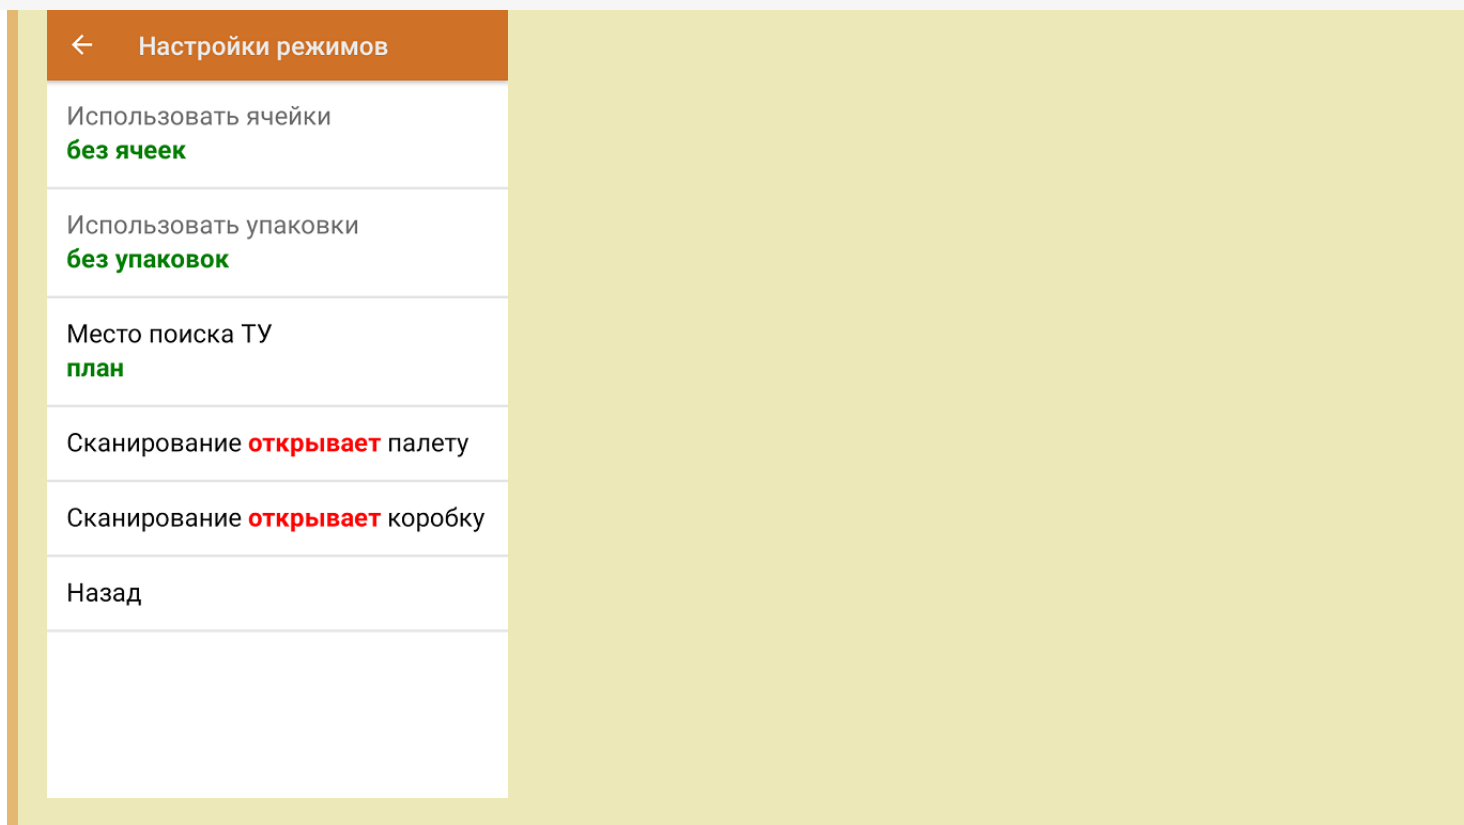 Настройки режимов
Использовать ячейки
без ячеек
Использовать упаковки
без упаковок
Место поиска ТУ
план
Сканирование открывает палету
Сканирование открывает коробку
Назад